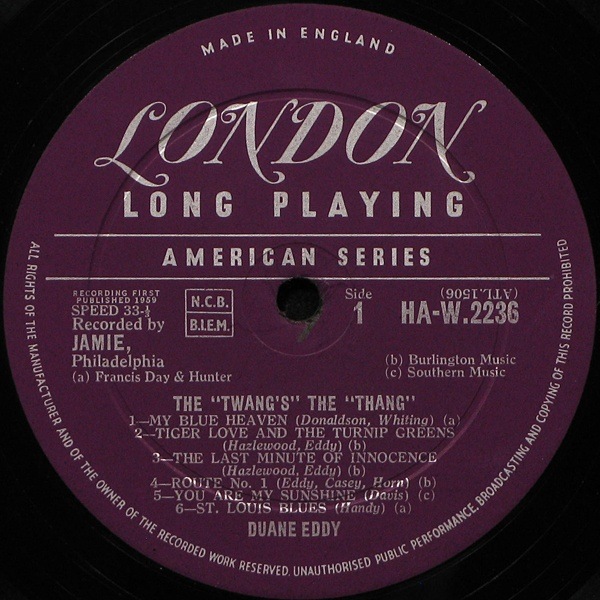 MADE IN ENGLAND
LONDON
LONG PLAYING
AMERICAN SERIES
RECORDING FIRST
PUBLISHED 1959
SPEED 33-⅓
Recorded by
JAMIE,
Philadelphia
(a) Francis Day & Hunter
N.C.B.
B.I.E.M.
Side
1
(ATL.1506)
HA-W.2236
(b) Burlington Music
(c) Southern Music
THE "TWANG'S" THE "THANG"
1—MY BLUE HEAVEN (Donaldson, Whiting) (a)
2—TIGER LOVE AND THE TURNIP GREENS
(Hazlewood, Eddy) (b)
3—THE LAST MINUTE OF INNOCENCE
(Hazlewood, Eddy) (b)
4—ROUTE No. 1 (Eddy, Casey, Horn) (b)
5—YOU ARE MY SUNSHINE (Davis) (c)
6—ST. LOUIS BLUES (Handy) (a)
DUANE EDDY
ALL RIGHTS OF THE MANUFACTURER AND OF THE OWNER OF THE RECORDED WORK RESERVED. UNAUTHORISED PUBLIC PERFORMANCE, BROADCASTING AND COPYING OF THIS RECORD PROHIBITED